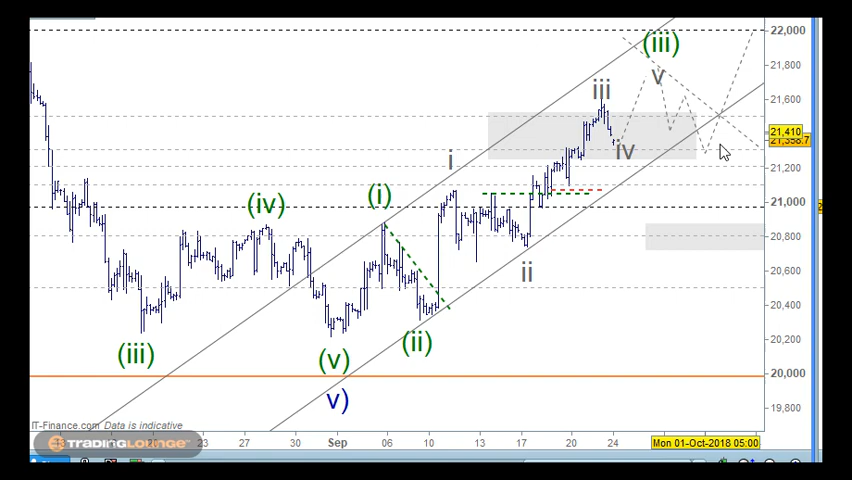 22,000
(iii)
21,800
v
iii
21,600
21,410
21,358.7
iv
i
21,200
(i)
(iv)
21,000
20,800
ii
20,600
20,400
(ii)
20,200
(iii)
(v)
20,000
v)
19,800
IT-Finance.com Data is indicative
TRADINGLOUNGE
23
27
30
Sep
06
10
13
17
20
24
Mon 01-Oct-2018 05:00